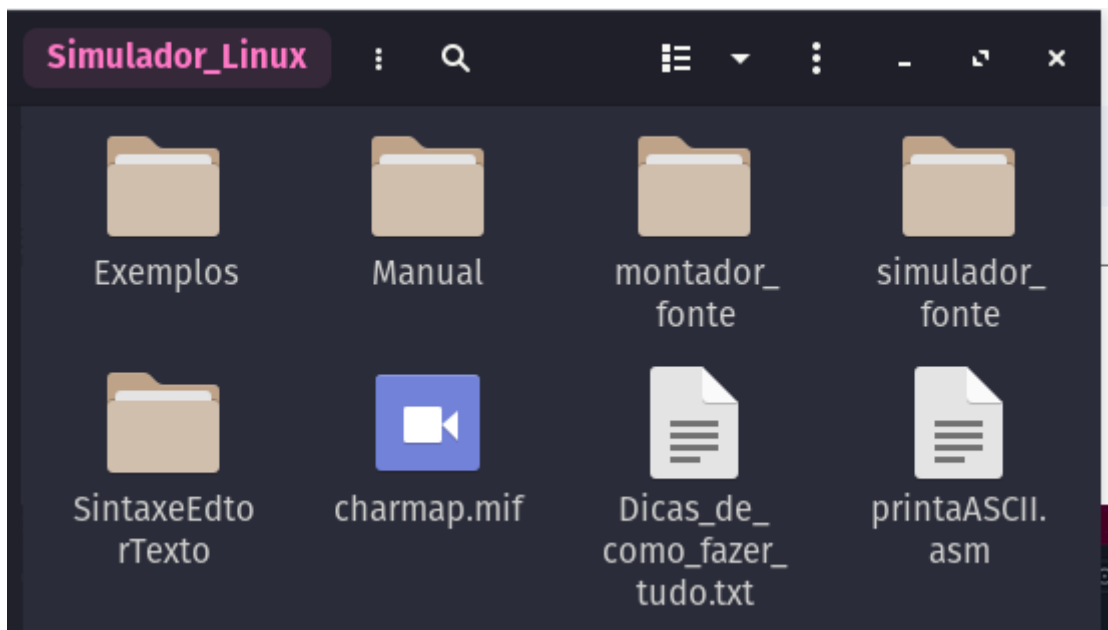 Simulador_Linux
Exemplos
Manual
montador_
fonte
simulador_
fonte
SintaxeEdto
rTexto
charmap.mif
Dicas_de_
como_fazer_
tudo.txt
printaASCII.
asm